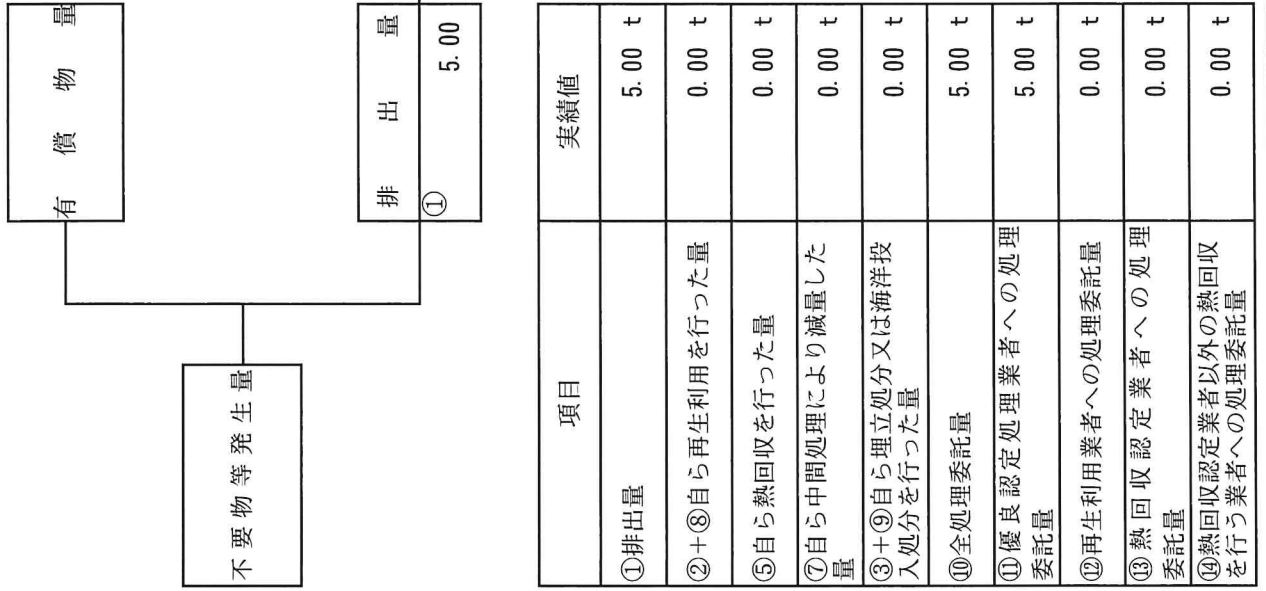 有償物量
不要物等発生量
排出量
① 5.00
項目 実績値
①排出量 5.00 t
②+⑧自ら再生利用を行った量 0.00 t
⑤自ら熱回収を行った量 0.00 t
⑦自ら中間処理により減量した
量 0.00 t
③+⑨自ら埋立処分又は海洋投
入処分を行った量 0.00 t
⑩全処理委託量 5.00 t
⑪優良認定処理業者への処理
委託量 5.00 t
⑫再生利用業者への処理委託量 0.00 t
⑬熱回収認定業者への処理
委託量 0.00 t
⑭熱回収認定業者以外の熱回収
を行う業者への処理委託量 0.00 t